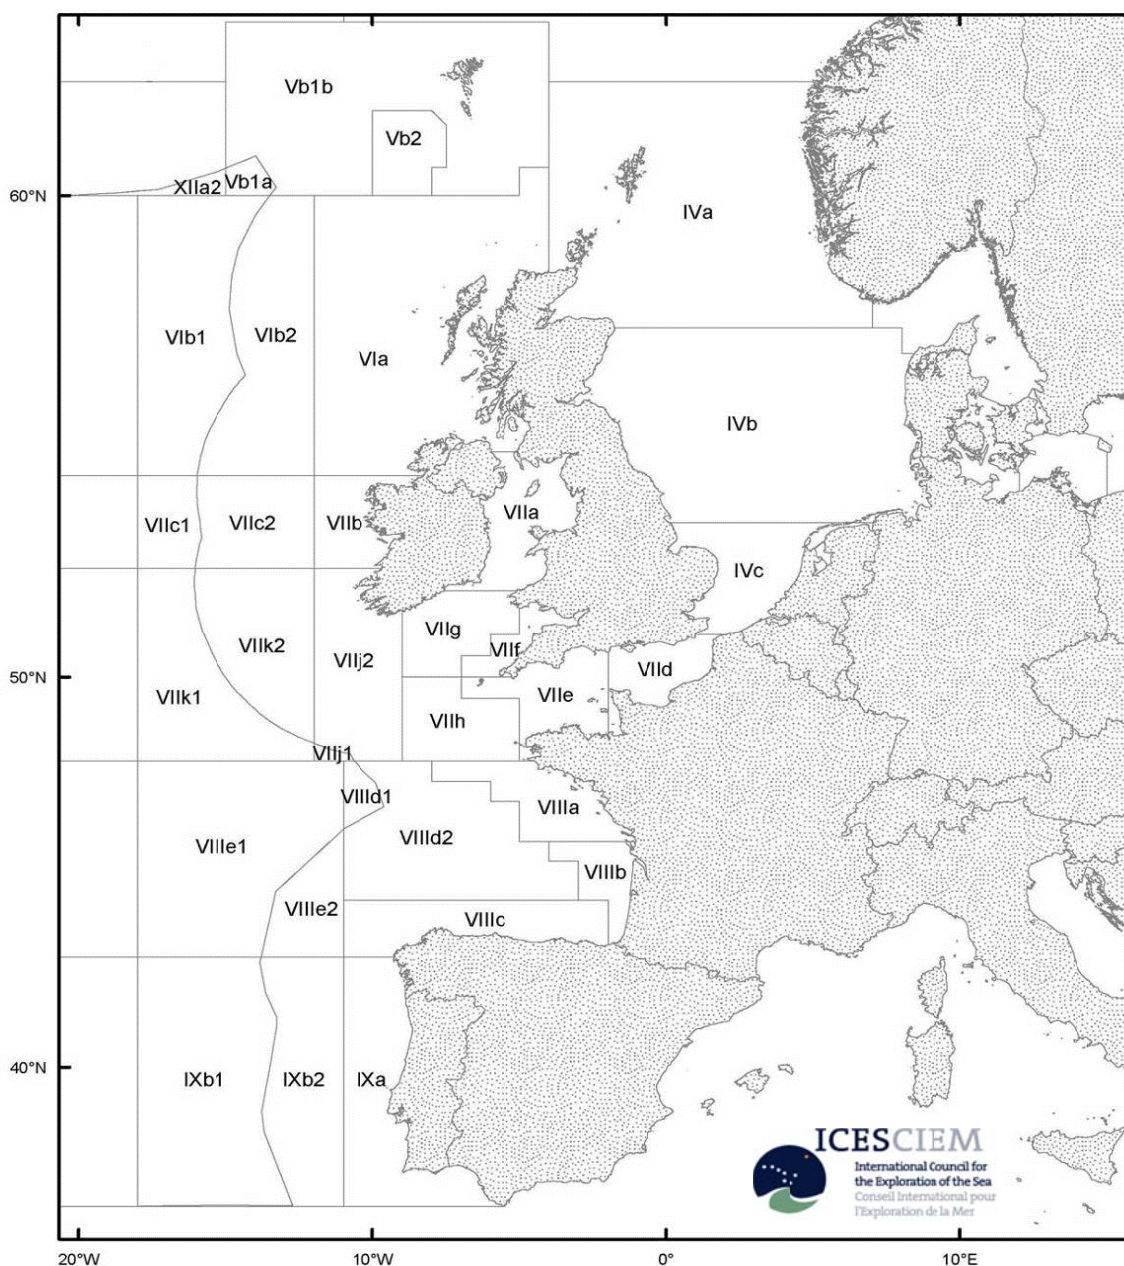 Vb1b
Vb2
XIIa2
Vb1a
60°N
IVa
VIb1
VIb2
VIa
IVb
VIIc1
VIIc2
VIIb
VIIa
IVc
VIIg
VIIf
VIIk2
VIIj2
VIId
50°N
VIIk1
VIIe
VIIh
VIIj1
VIIId1
VIIIa
VIIId2
VIIIe1
VIIIb
VIIIe2
VIIIc
40°N
IXb1
IXb2
IXa
ICESCIEM
International Council for
the Exploration of the Sea
Conseil International pour
l'Exploration de la Mer
20°W
10°W
0°
10°E